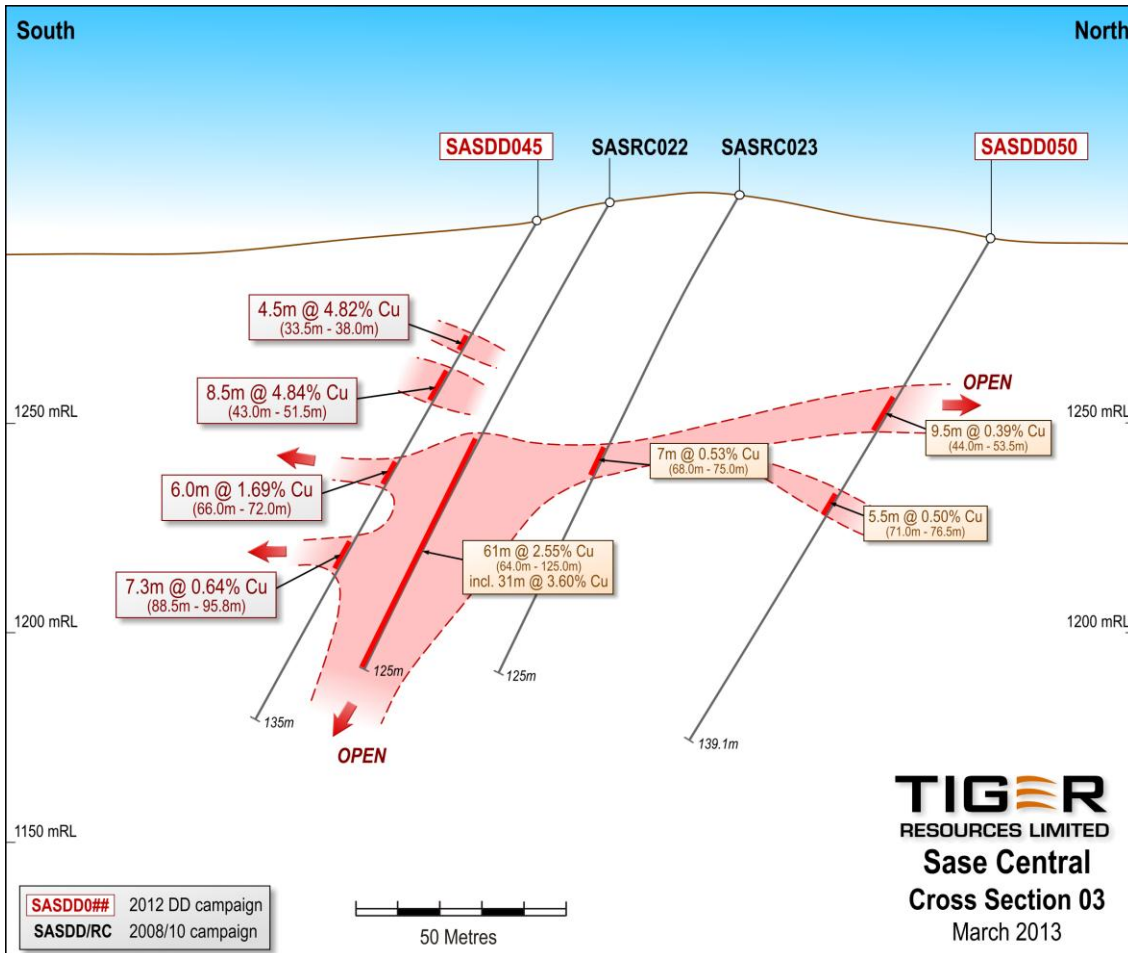 South
North
SASDD045
SASRC022
SASRC023
SASDD050
4.5m @ 4.82% Cu
(33.5m - 38.0m)
8.5m @ 4.84% Cu
(43.0m - 51.5m)
6.0m @ 1.69% Cu
(66.0m - 72.0m)
7.3m @ 0.64% Cu
(88.5m - 95.8m)
61m @ 2.55% Cu
(64.0m - 125.0m)
incl. 31m @ 3.60% Cu
7m @ 0.53% Cu
(68.0m - 75.0m)
OPEN
9.5m @ 0.39% Cu
(44.0m - 53.5m)
5.5m @ 0.50% Cu
(71.0m - 76.5m)
1250 mRL
1250 mRL
1200 mRL
1200 mRL
1150 mRL
135m
125m
125m
139.1m
OPEN
TIGER
RESOURCES LIMITED
Sase Central
Cross Section 03
March 2013
SASDD0## 2012 DD campaign
SASDD/RC 2008/10 campaign
50 Metres